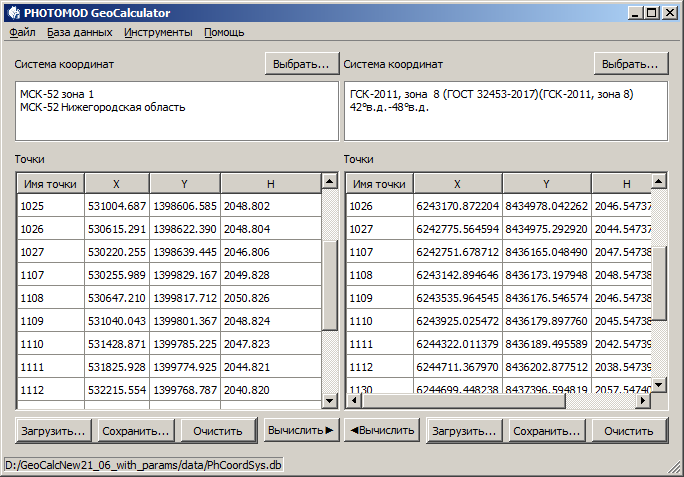 PHOTOMOD GeoCalculator
Файл База данных Инструменты Помощь
Система координат Выбрать... Система координат Выбрать...
МСК-52 зона 1
МСК-52 Нижегородская область
ГСК-2011, зона 8 (ГОСТ 32453-2017)(ГСК-2011, зона 8)
42°в.д.-48°в.д.
Точки Точки
Имя точки X Y H
1025 531004.687 1398606.585 2048.802
1026 530615.291 1398622.390 2048.804
1027 530220.255 1398639.445 2046.806
1107 530255.989 1399829.167 2049.828
1108 530647.210 1399817.712 2050.826
1109 531040.043 1399801.367 2048.824
1110 531428.871 1399785.225 2047.823
1111 531825.928 1399774.925 2044.821
1112 532215.554 1399768.787 2040.820
Имя точки X Y H
1026 6243170.872204 8434978.042262 2046.54737
1027 6242775.564594 8434975.292920 2044.54737
1107 6242751.678712 8436165.048490 2047.54738
1108 6243142.894646 8436173.197948 2048.54738
1109 6243535.964545 8436176.546574 2046.54738
1110 6243925.025472 8436179.897760 2045.54738
1111 6244322.011379 8436189.495589 2042.54739
1112 6244711.367970 8436202.877512 2038.54739
1130 6244699.448238 8437396.594819 2057.54740
Загрузить... Сохранить... Очистить Вычислить Вычислить Загрузить... Сохранить... Очистить
D:/GeoCalcNew21_06_with_params/data/PhCoordSys.db